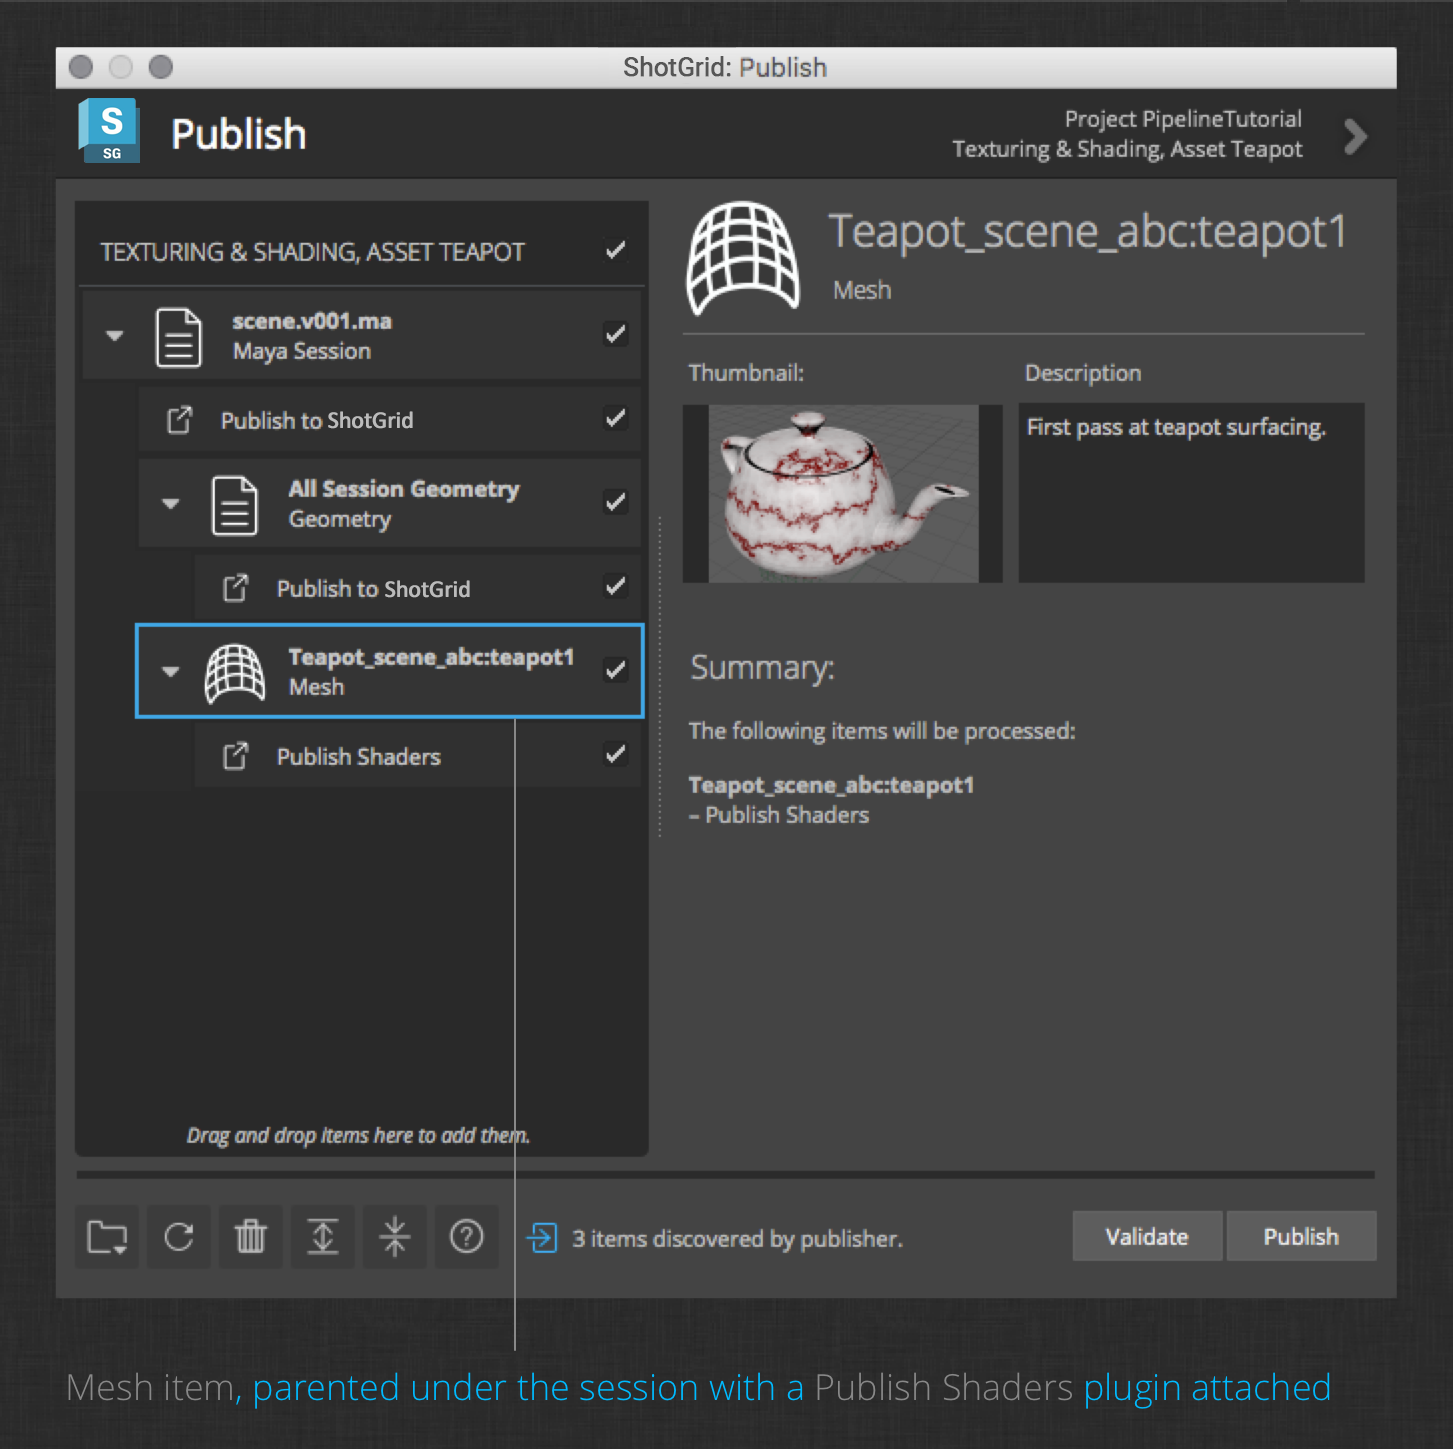 ShotGrid: Publish
S
SG
Publish
Project PipelineTutorial
Texturing & Shading, Asset Teapot
TEXTURING & SHADING, ASSET TEAPOT
scene.v001.ma
Maya Session
Publish to ShotGrid
All Session Geometry
Geometry
Publish to ShotGrid
Teapot_scene_abc:teapot1
Mesh
Publish Shaders
Drag and drop items here to add them.
Teapot_scene_abc:teapot1
Mesh
Thumbnail:
Description
First pass at teapot surfacing.
Summary:
The following items will be processed:
Teapot_scene_abc:teapot1
– Publish Shaders
?
3 items discovered by publisher.
Validate
Publish
Mesh item, parented under the session with a Publish Shaders plugin attached